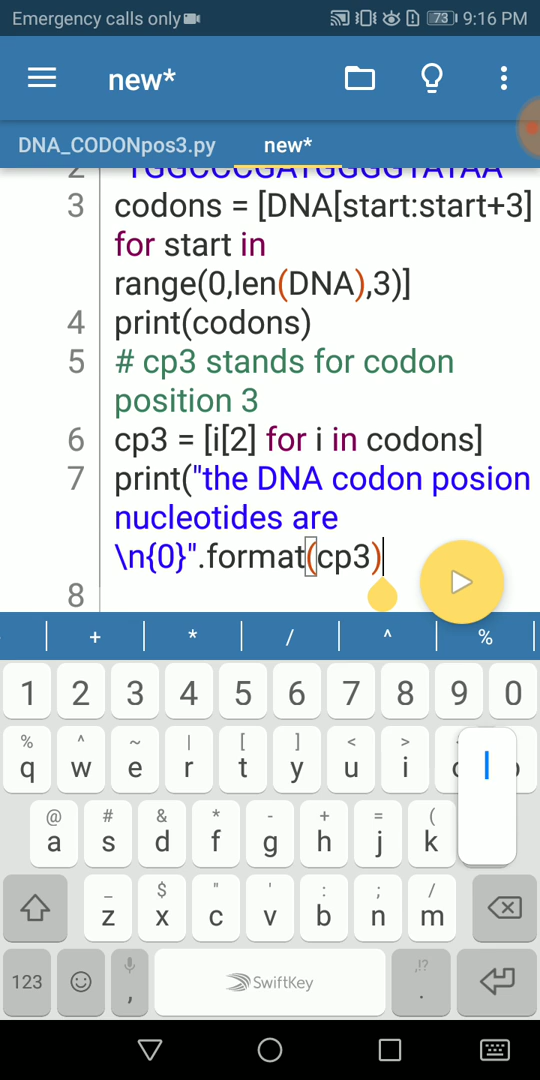 Emergency calls only 73 9:16 PM
new*
DNA_CODONpos3.py new*
2 TGGCCCGATGGGGTATAA
3 codons = [DNA[start:start+3]
for start in
range(0,len(DNA),3)]
4 print(codons)
5 # cp3 stands for codon
position 3
6 cp3 = [i[2] for i in codons]
7 print("the DNA codon posion
nucleotides are
\n{0}".format(cp3)
8
+ * / ^ %
1 2 3 4 5 6 7 8 9 0
% ^ ~ | [ ] < >
q w e r t y u i
@ # & * - + = (
a s d f g h j k l
_ $ " ' : ; /
z x c v b n m
123 , SwiftKey ,!? .